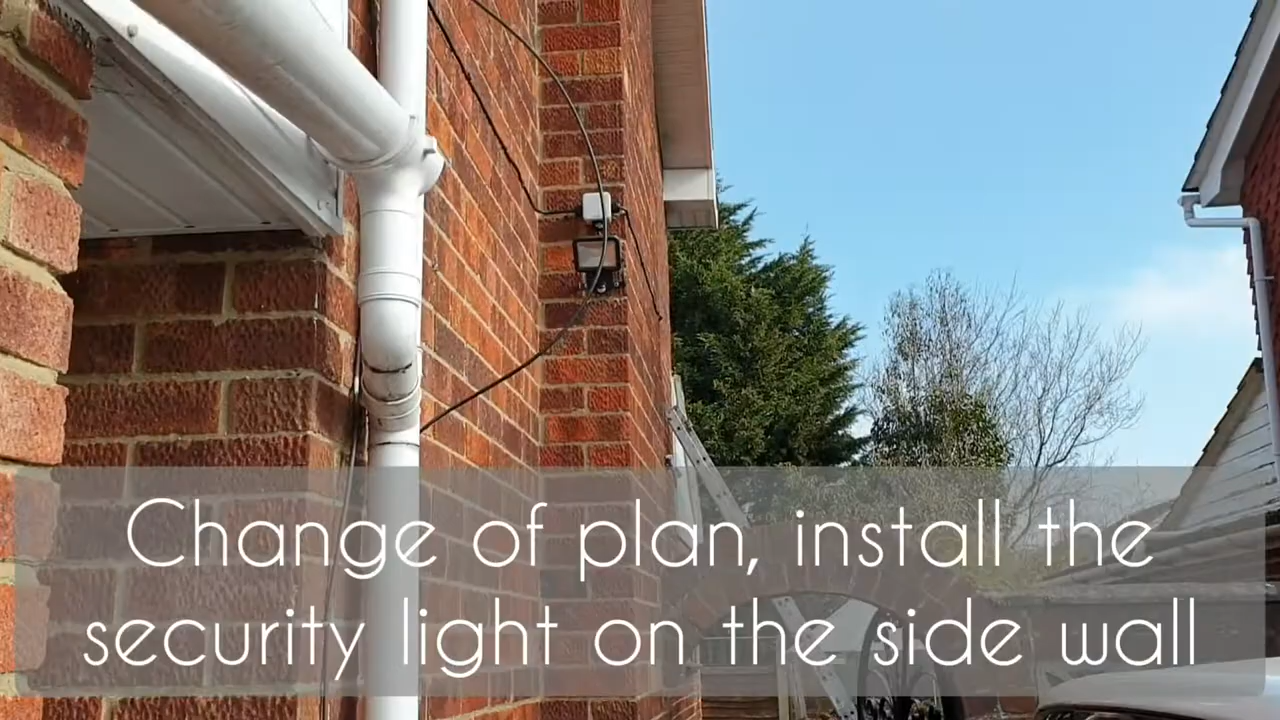 Change of plan, install the
security light on the side wall